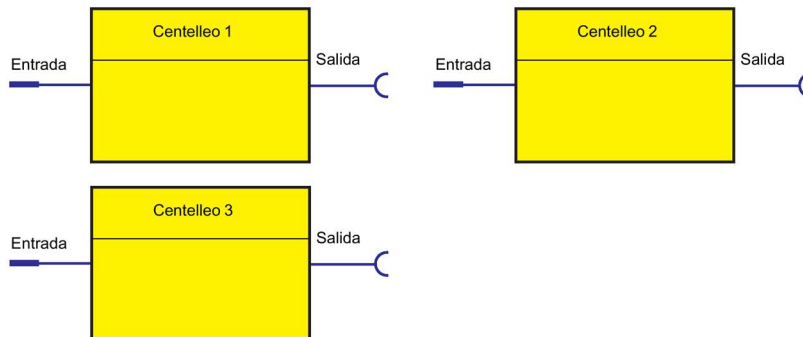 Centelleo 1
Entrada
Salida
Centelleo 2
Entrada
Salida
Centelleo 3
Entrada
Salida